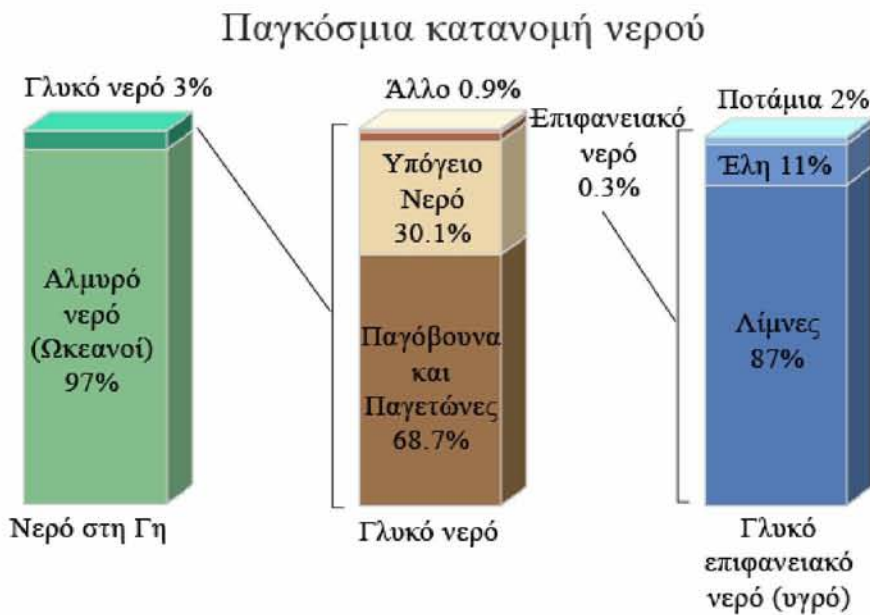 Παγκόσμια κατανομή νερού
Γλυκό νερό 3%
Αλμυρό
νερό
(Ωκεανοί)
97%
Νερό στη Γη
Άλλο 0.9%
Επιφανειακό
νερό
0.3%
Υπόγειο
Νερό
30.1%
Παγόβουνα
και
Παγετώνες
68.7%
Γλυκό νερό
Ποτάμια 2%
Έλη 11%
Λίμνες
87%
Γλυκό
επιφανειακό
νερό (υγρό)